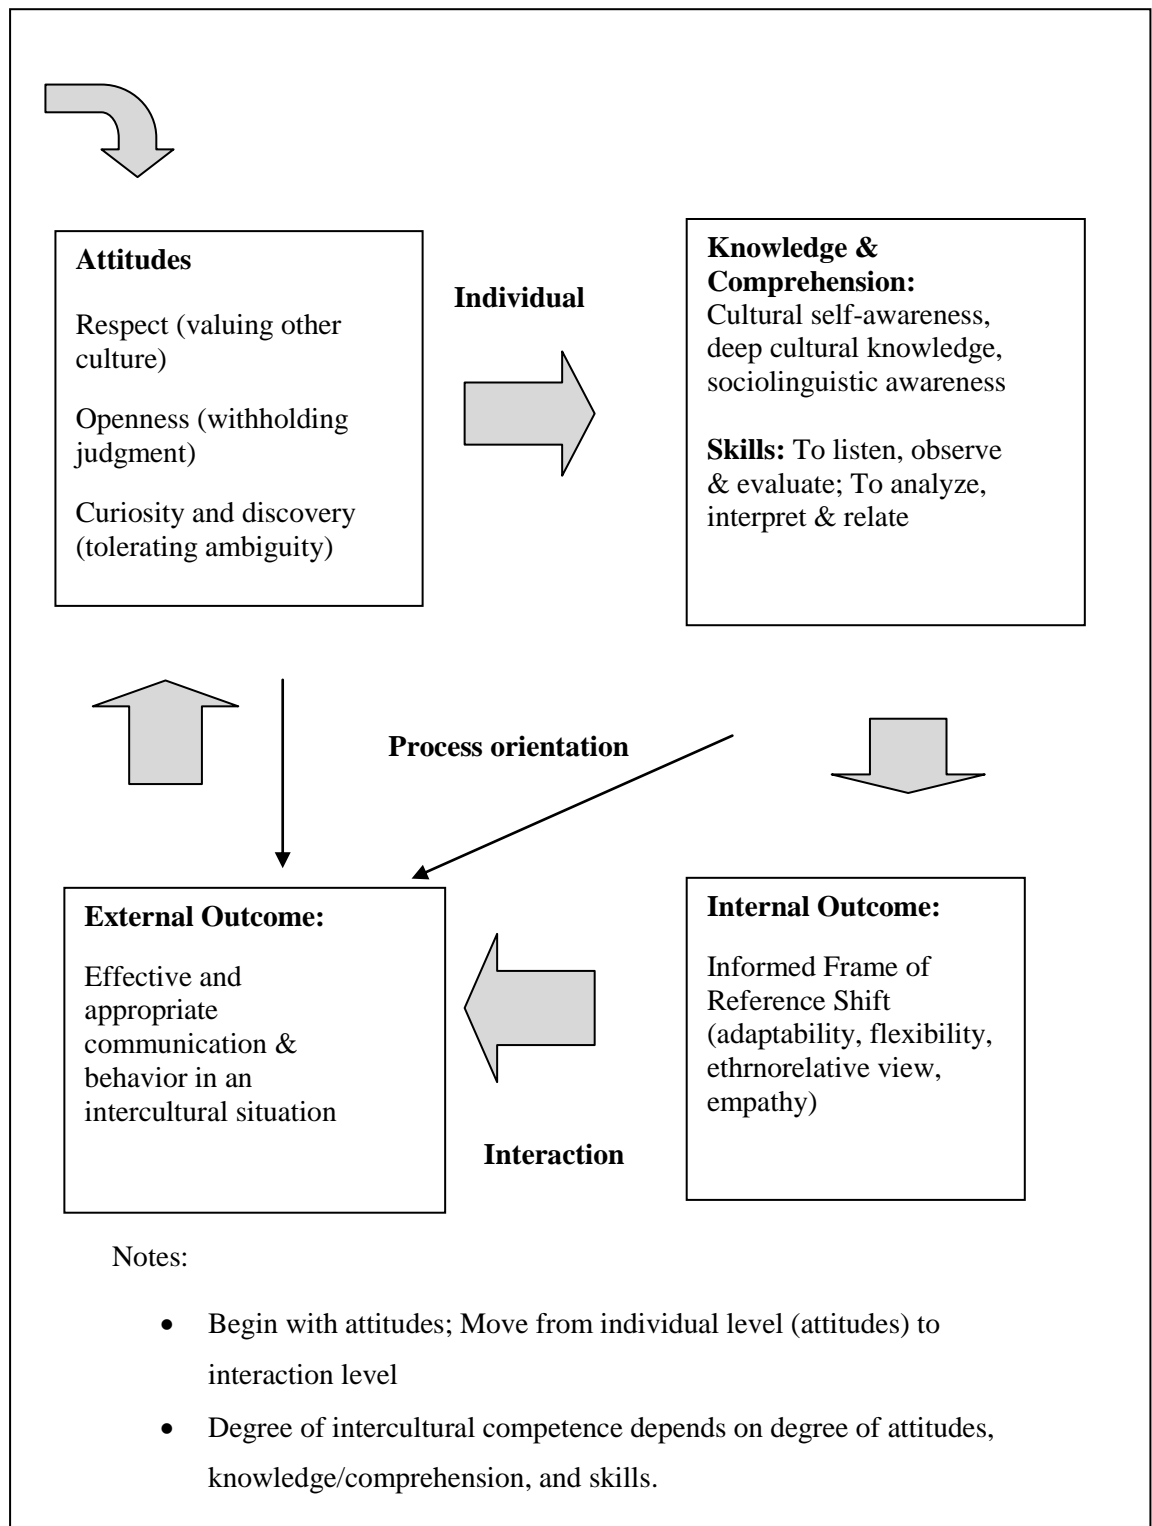 Attitudes
Respect (valuing other
culture)
Openness (withholding
judgment)
Curiosity and discovery
(tolerating ambiguity)
Individual
Knowledge &
Comprehension:
Cultural self-awareness,
deep cultural knowledge,
sociolinguistic awareness
Skills: To listen, observe
& evaluate; To analyze,
interpret & relate
Process orientation
External Outcome:
Effective and
appropriate
communication &
behavior in an
intercultural situation
Internal Outcome:
Informed Frame of
Reference Shift
(adaptability, flexibility,
ethrnorelative view,
empathy)
Interaction
Notes:
• Begin with attitudes; Move from individual level (attitudes) to
interaction level
• Degree of intercultural competence depends on degree of attitudes,
knowledge/comprehension, and skills.